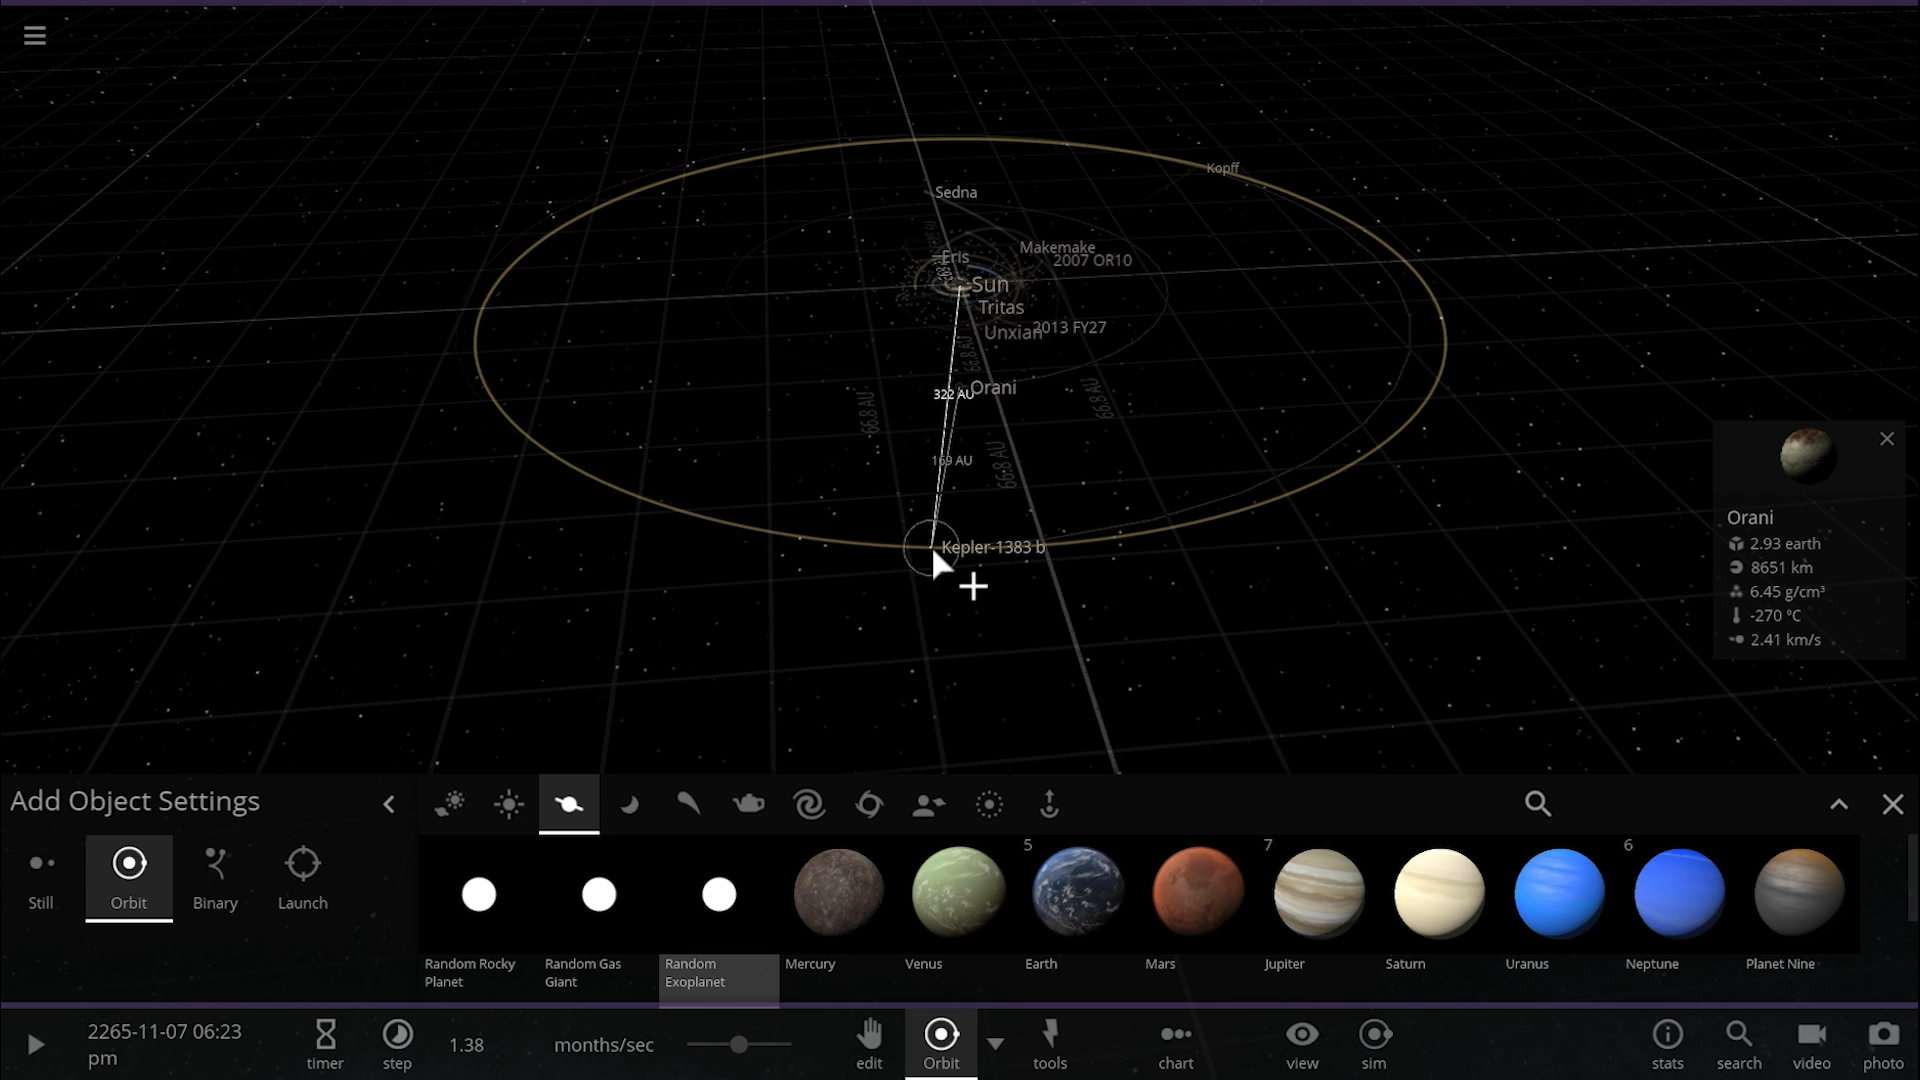 Kopff
Sedna
Eris
Makemake
2007 OR10
Sun
Tritas
Unxian
2013 FY27
66.8 AU
322 AU
Orani
66.8 AU
66.8 AU
169 AU
66.8 AU
Kepler-1383 b
Orani
2.93 earth
8651 km
6.45 g/cm³
-270 °C
2.41 km/s
Add Object Settings
Still
Orbit
Binary
Launch
5
7
6
Random Rocky
Planet
Random Gas
Giant
Random
Exoplanet
Mercury
Venus
Earth
Mars
Jupiter
Saturn
Uranus
Neptune
Planet Nine
2265-11-07 06:23
pm
timer
step
1.38
months/sec
edit
Orbit
tools
chart
view
sim
stats
search
video
photo